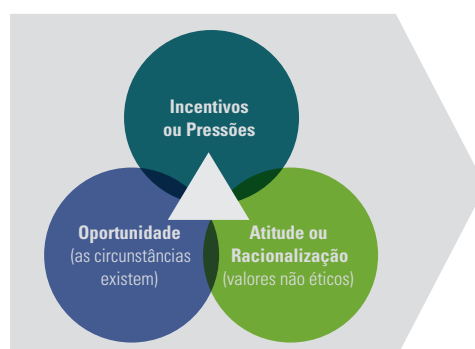 Incentivos
ou Pressões
Oportunidade
(as circunstâncias
existem)
Atitude ou
Racionalização
(valores não éticos)